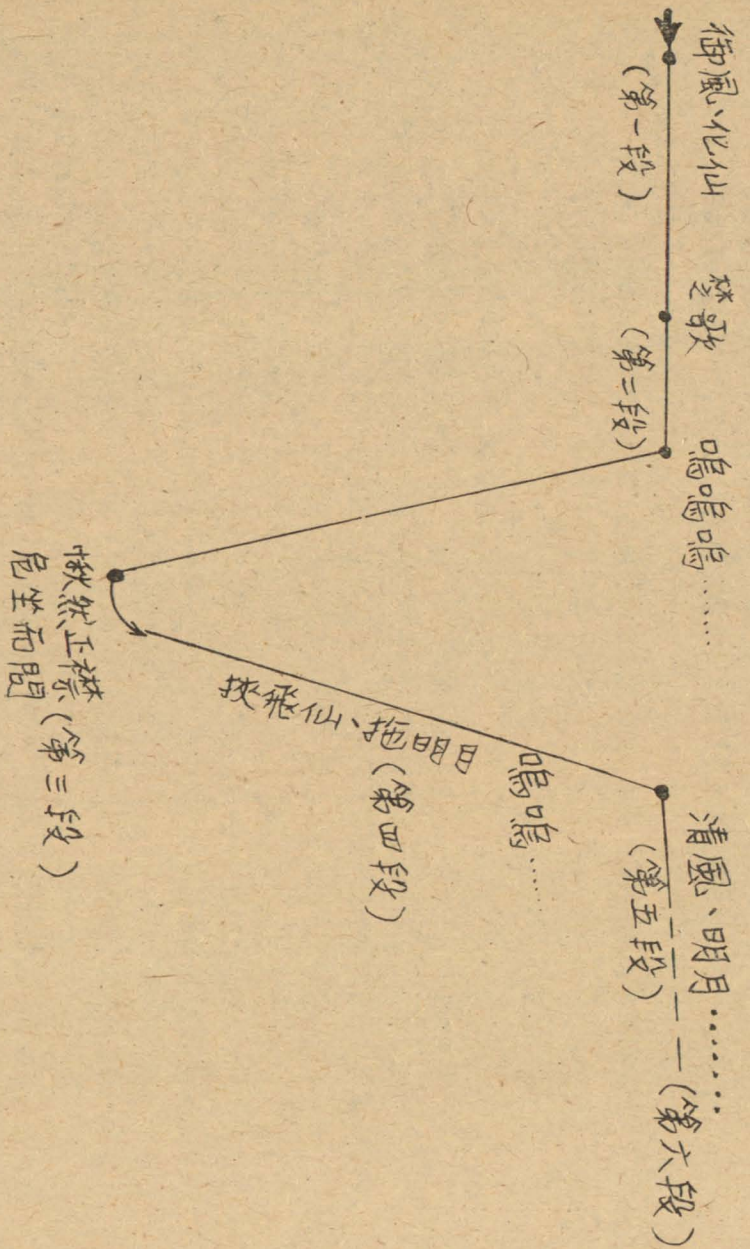 御風、化仙
(第一段)
楚歌
(第二段)
嗚嗚嗚……
愀然正襟
危坐而問
(第三段)
挾飛仙、抱明月
(第四段)
嗚嗚……
清風、明月……
(第五段)
(第六段)